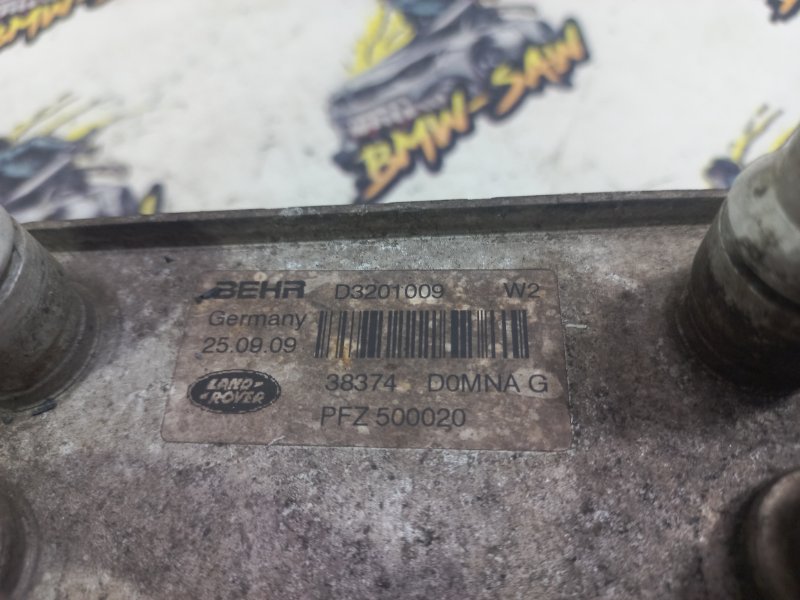 BMW-SAW
BEHR D3201009 W2
Germany
25.09.09
LAND-
-ROVER
38374 D0MNA G
PFZ 500020